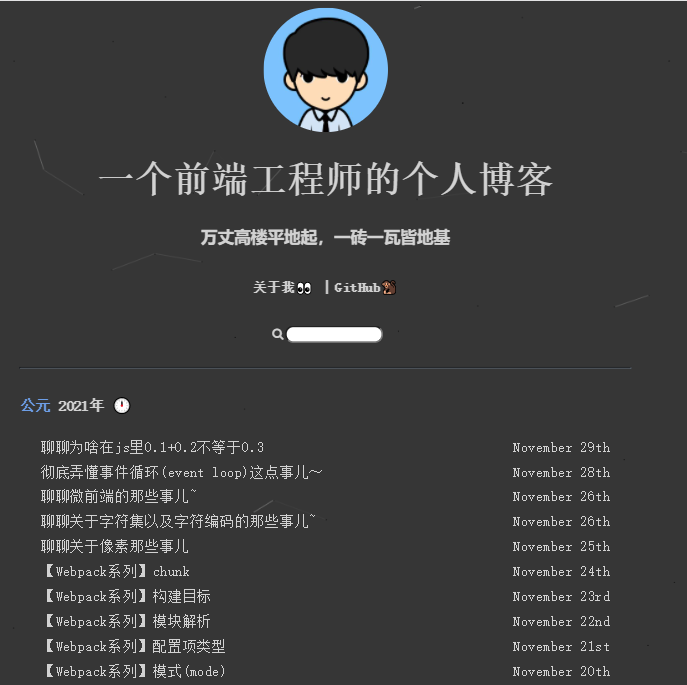 一个前端工程师的个人博客
万丈高楼平地起，一砖一瓦皆地基
关于我👀 | GitHub🐿
公元 2021年 🕛
聊聊为啥在js里0.1+0.2不等于0.3 November 29th
彻底弄懂事件循环(event loop)这点事儿～ November 28th
聊聊微前端的那些事儿~ November 26th
聊聊关于字符集以及字符编码的那些事儿~ November 26th
聊聊关于像素那些事儿 November 25th
【Webpack系列】chunk November 24th
【Webpack系列】构建目标 November 23rd
【Webpack系列】模块解析 November 22nd
【Webpack系列】配置项类型 November 21st
【Webpack系列】模式(mode) November 20th